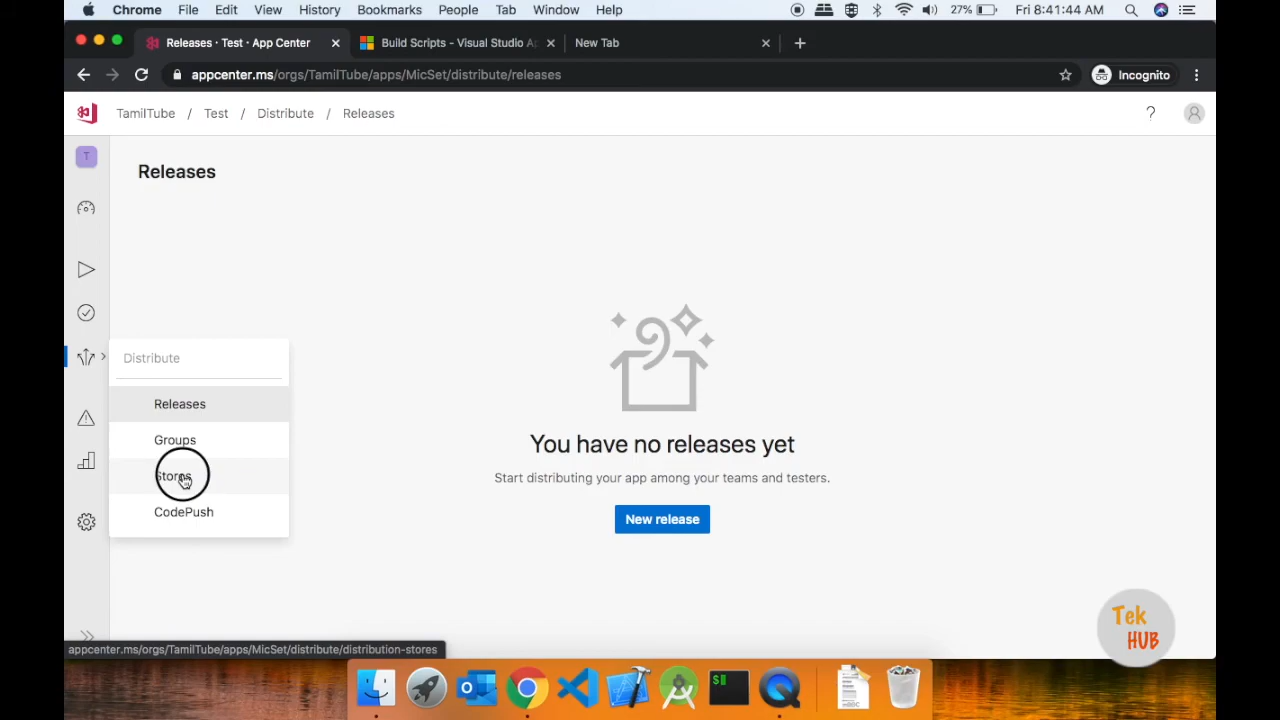 Chrome File Edit View History Bookmarks People Tab Window Help 27% Fri 8:41:44 AM
Releases · Test · App Center
Build Scripts - Visual Studio Ap
New Tab
appcenter.ms/orgs/TamilTube/apps/MicSet/distribute/releases
Incognito
TamilTube / Test / Distribute / Releases
?
T
Releases
Distribute
Releases
Groups
Stores
CodePush
You have no releases yet
Start distributing your app among your teams and testers.
New release
appcenter.ms/orgs/TamilTube/apps/MicSet/distribute/distribution-stores
Tek
HUB